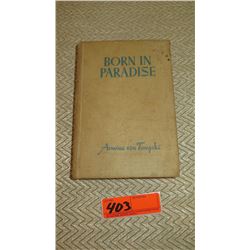 BORN IN
PARADISE
Armine von Tempski
403